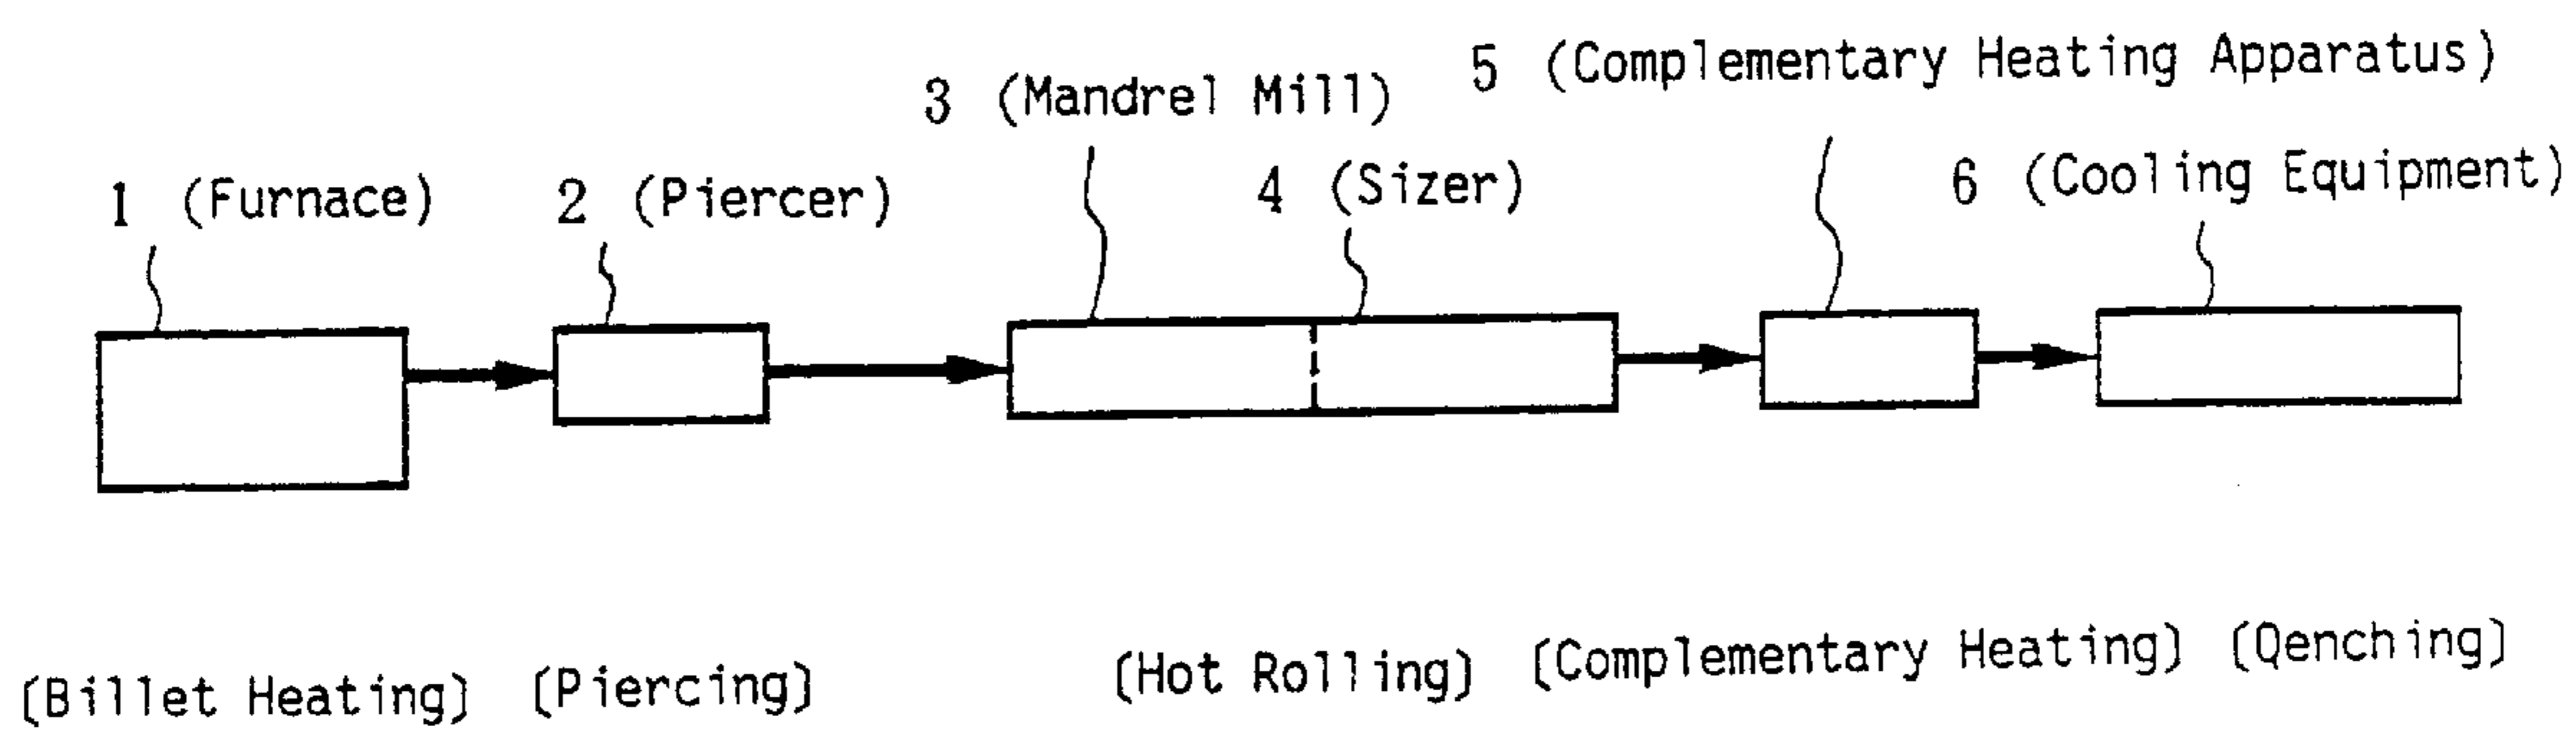 5 (Complementary Heating Apparatus)
3 (Mandrel Mill)
1 (Furnace)
2 (Piercer)
4 (Sizer)
6 (Cooling Equipment)
(Billet Heating) (Piercing) (Hot Rolling) (Complementary Heating) (Qenching)